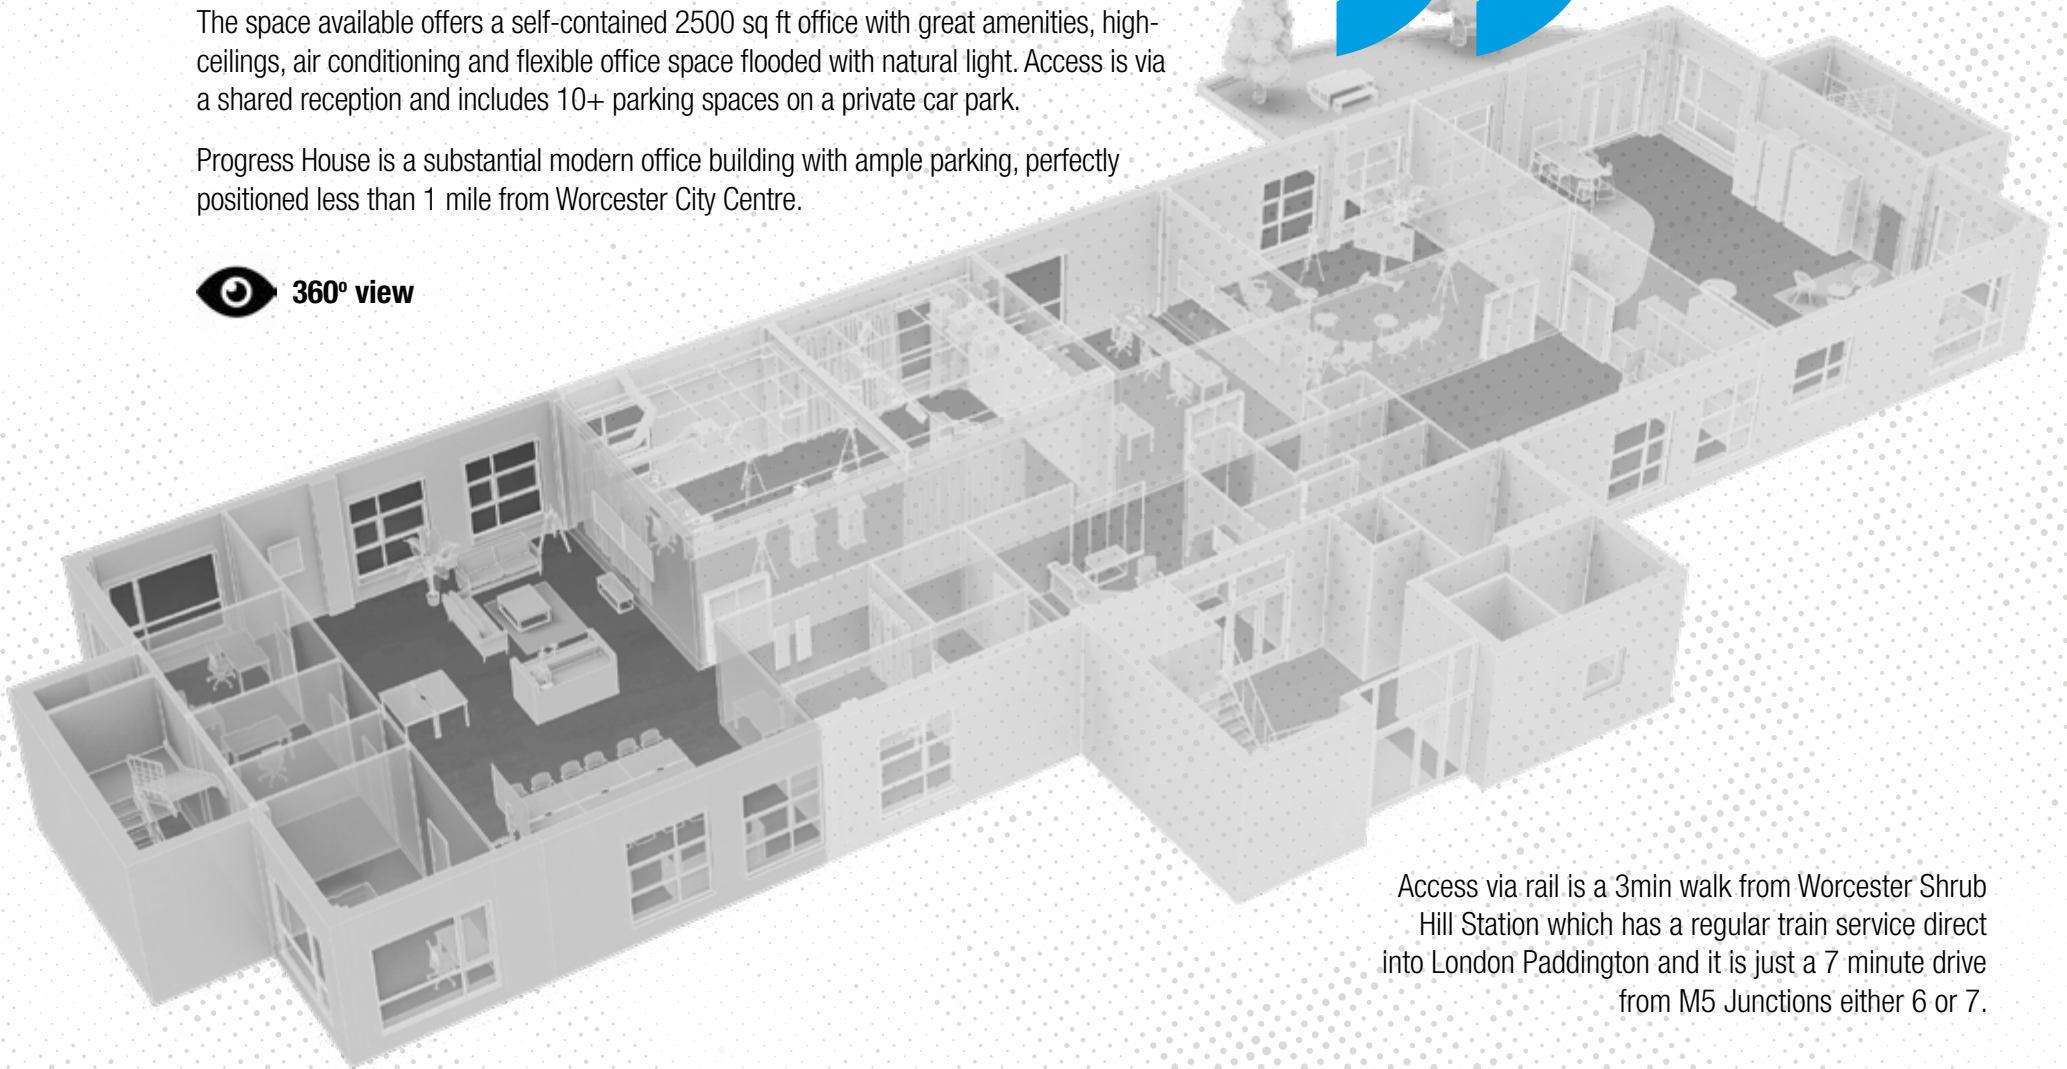 The space available offers a self-contained 2500 sq ft office with great amenities, high-
ceilings, air conditioning and flexible office space flooded with natural light. Access is via
a shared reception and includes 10+ parking spaces on a private car park.
Progress House is a substantial modern office building with ample parking, perfectly
positioned less than 1 mile from Worcester City Centre.
360º view
Access via rail is a 3min walk from Worcester Shrub
Hill Station which has a regular train service direct
into London Paddington and it is just a 7 minute drive
from M5 Junctions either 6 or 7.